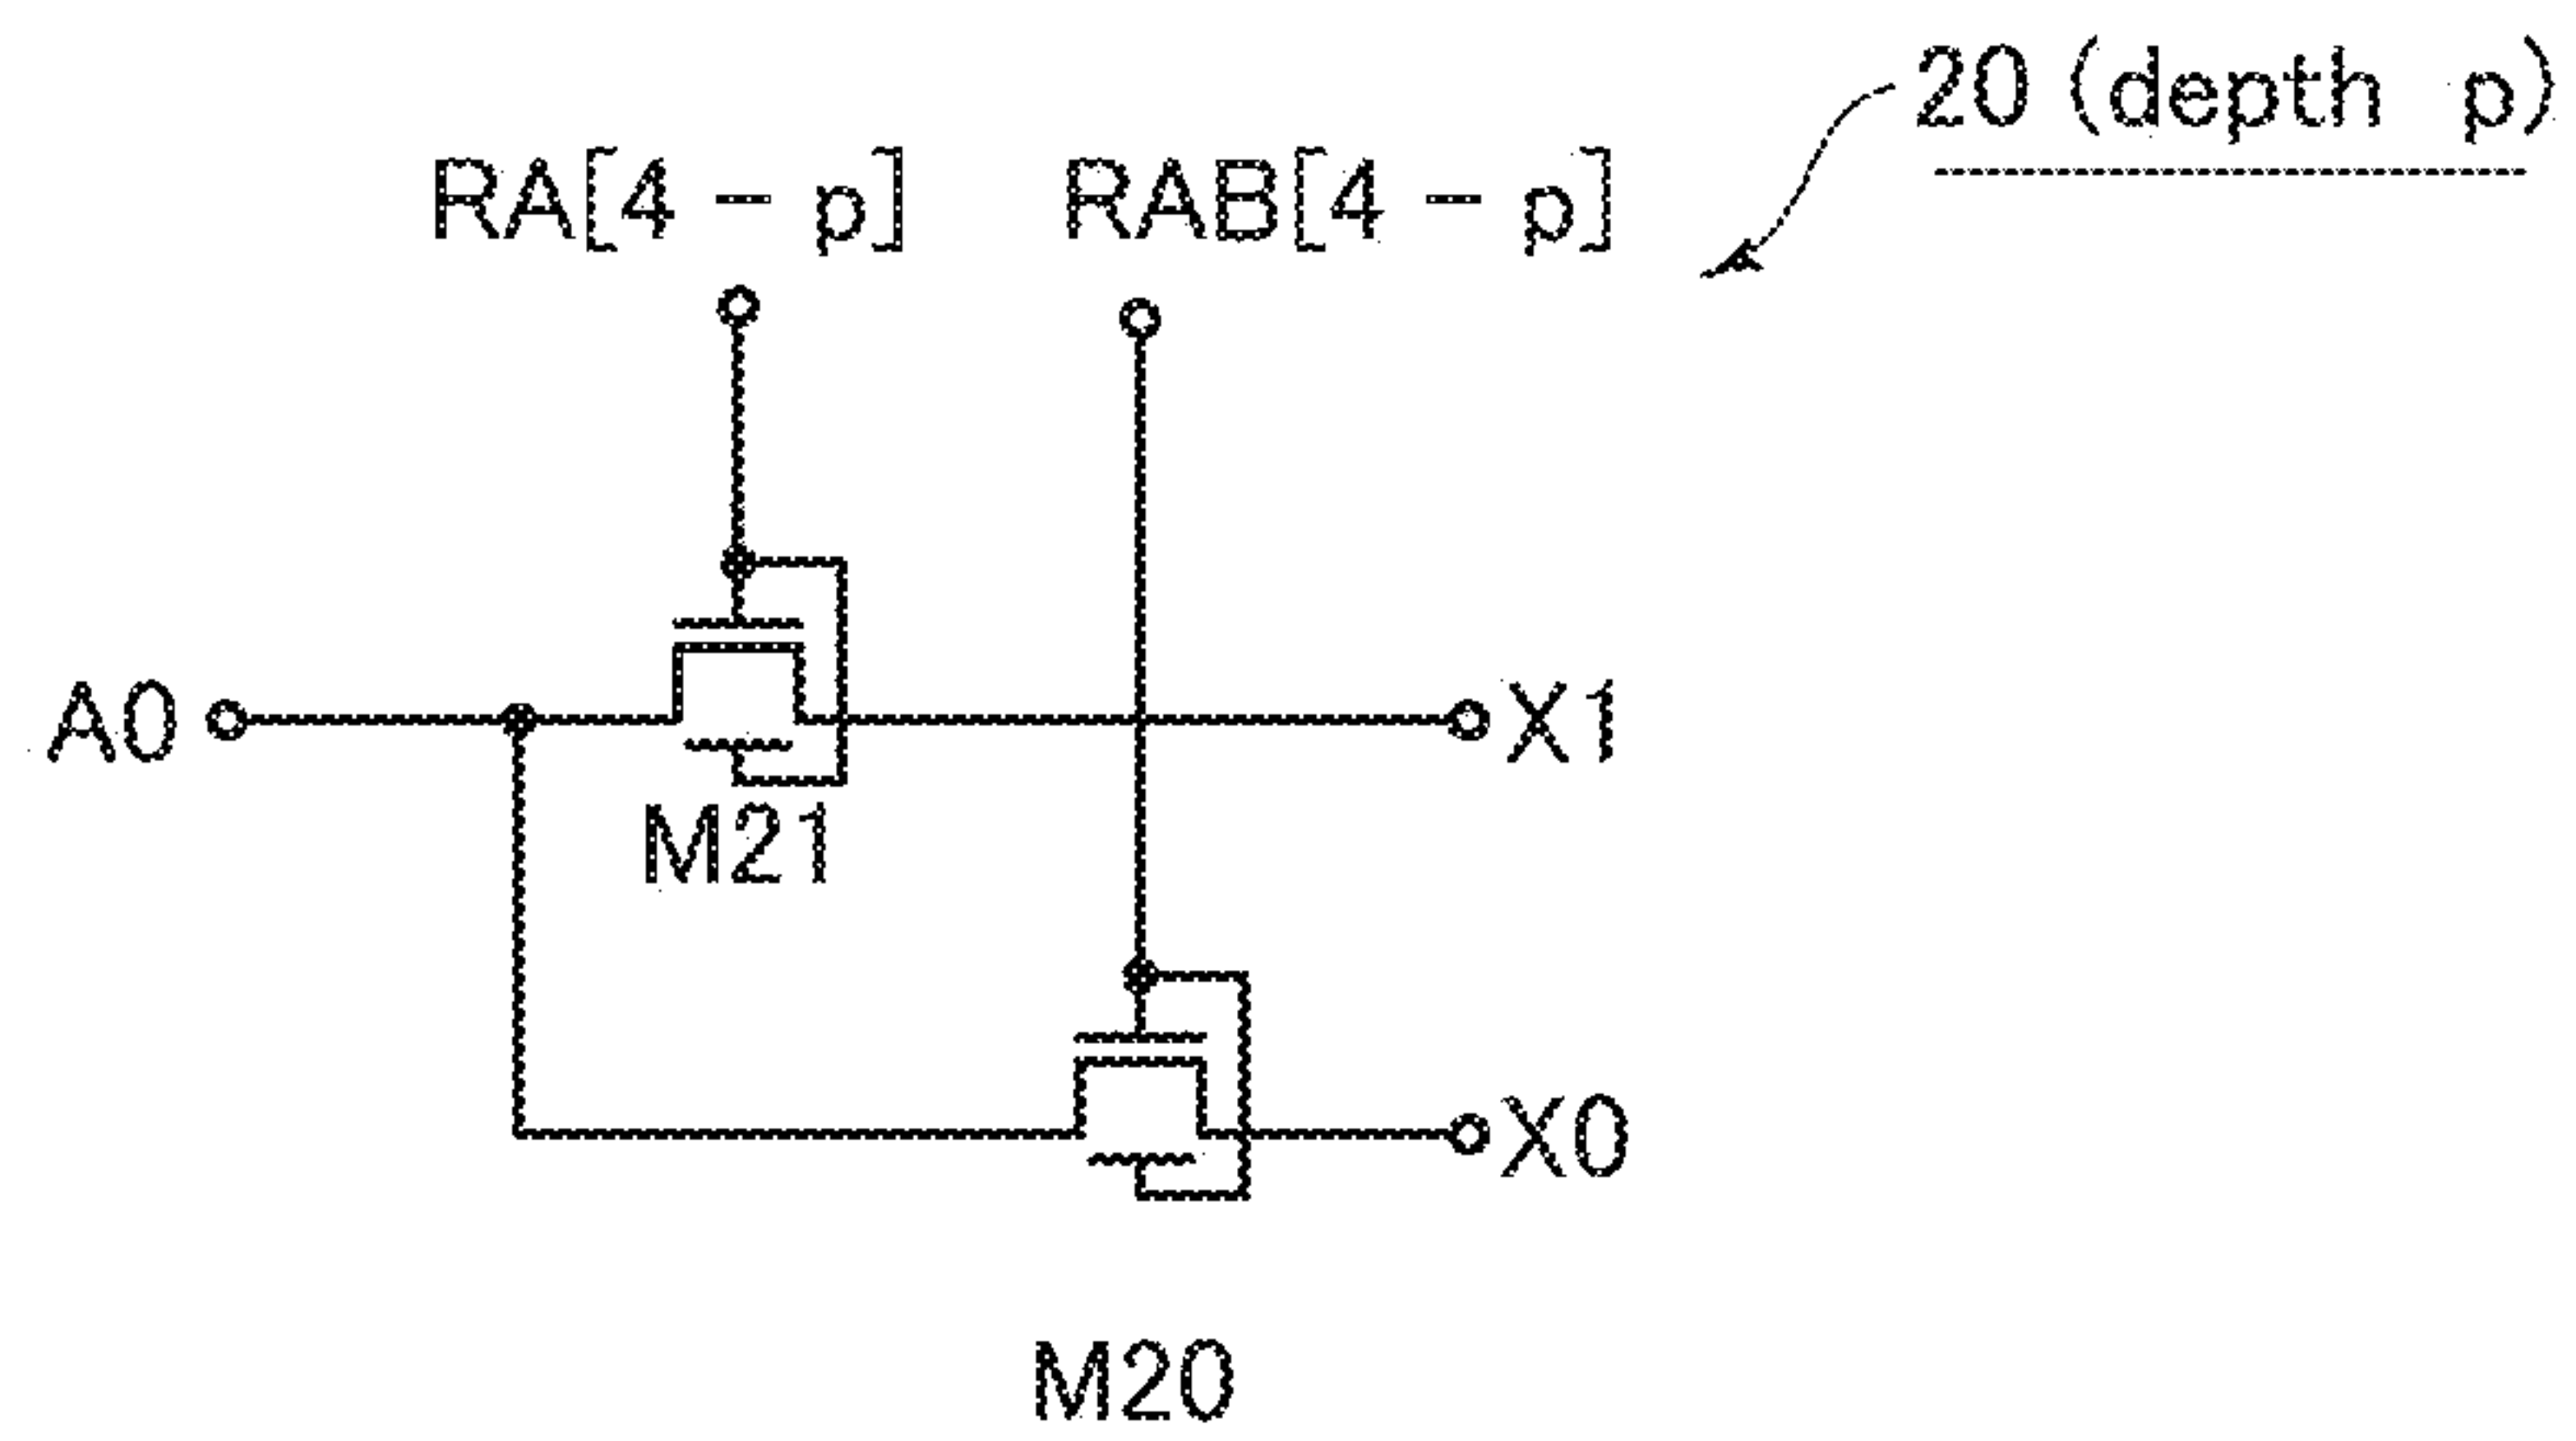 20 (depth p)
RA[4 - p] RAB[4 - p]
A0
X1
M21
X0
M20